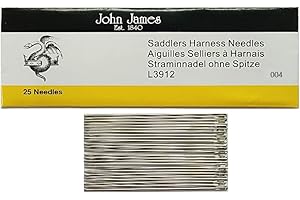 John James
Est. 1840
Saddlers Harness Needles
Aiguilles Selliers à Harnais
Straminnadel ohne Spitze
L3912
004
25 Needles